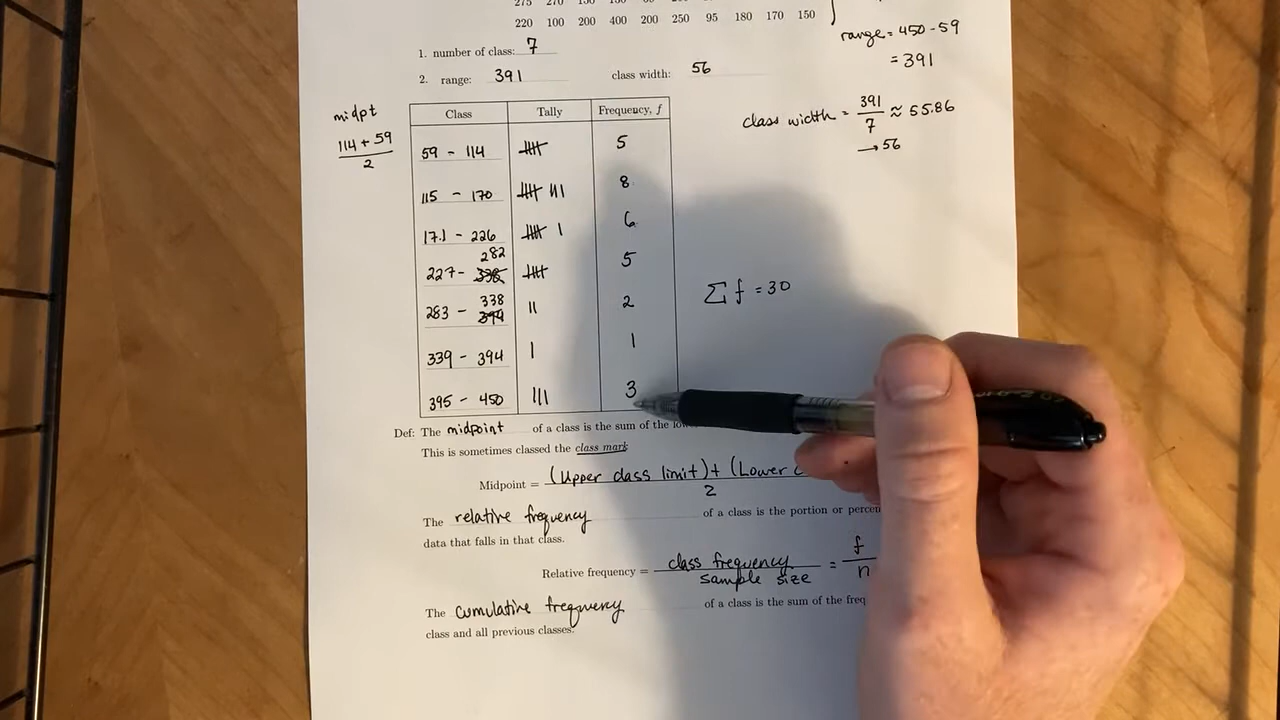 220 100 200 400 200 250 95 180 170 150
range = 450 - 59
= 391
1. number of class: 7
2. range: 391 class width: 56
class width = 391/7 ≈ 55.86
→ 56
midpt
114 + 59
2
Class Tally Frequency, f
59 - 114 5
115 - 170 8
171 - 226 6
282
227 - 5
338
283 - 394 2
339 - 394 1
395 - 450 3
Σ f = 30
Def: The midpoint of a class is the sum of the
This is sometimes classed the class mark
Midpoint = (Upper class limit) + (Lower
2
The relative frequency of a class is the portion or
data that falls in that class.
Relative frequency = class frequency / sample size = f / n
The cumulative frequency of a class is the sum of the
class and all previous classes.